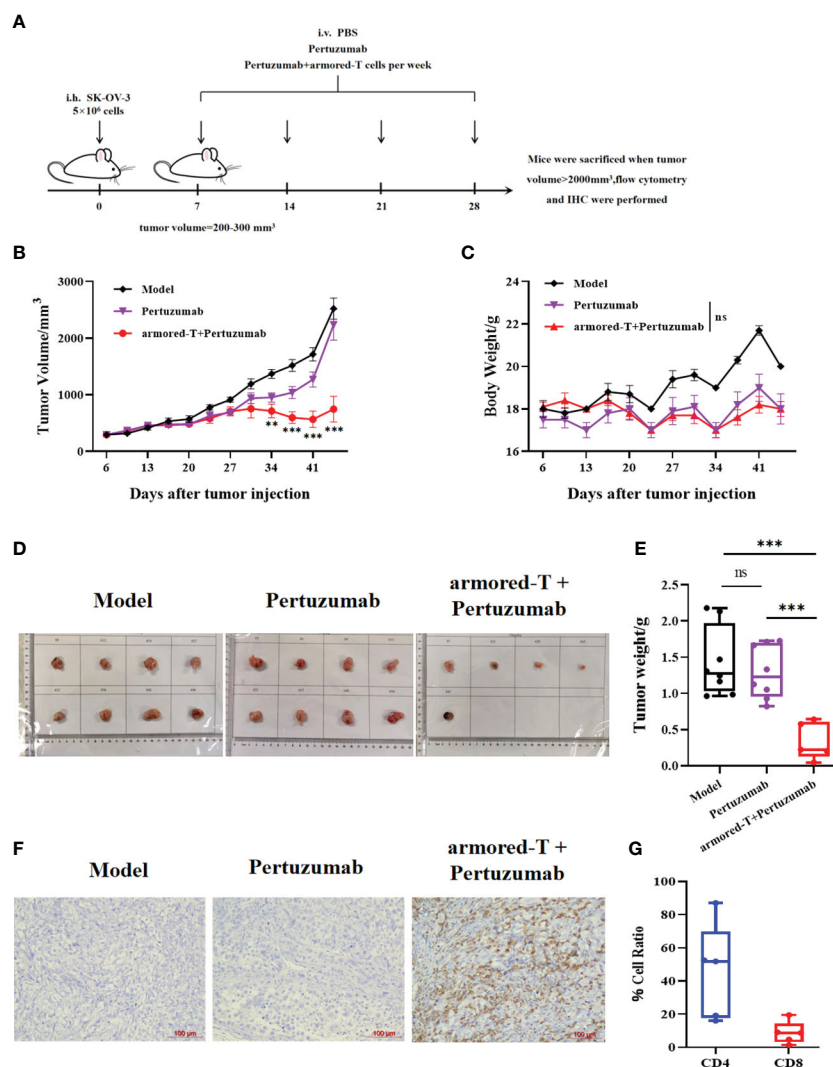 A
i.v. PBS
Pertuzumab
Pertuzumab+armored-T cells per week
i.h. SK-OV-3
5×10⁶
cells
Mice were sacrificed when tumor
volume>2000mm³,flow cytometry
and IHC were performed
0 7 14 21 28
tumor volume=200-300 mm³
B
Tumor Volume/mm³
3000
2000
1000
0
Model
Pertuzumab
armored-T+Pertuzumab
** *** *** ***
6 13 20 27 34 41
Days after tumor injection
C
Body Weight/g
24
22
20
18
16
Model
Pertuzumab
armored-T+Pertuzumab
ns
6 13 20 27 34 41
Days after tumor injection
D
Model
Pertuzumab
armored-T +
Pertuzumab
E
Tumor weight/g
***
ns
***
2.5
2.0
1.5
1.0
0.5
0.0
Model
Pertuzumab
armored-T+Pertuzumab
F
Model
Pertuzumab
armored-T +
Pertuzumab
100 μm
100 μm
100 μm
G
% Cell Ratio
100
80
60
40
20
0
CD4 CD8